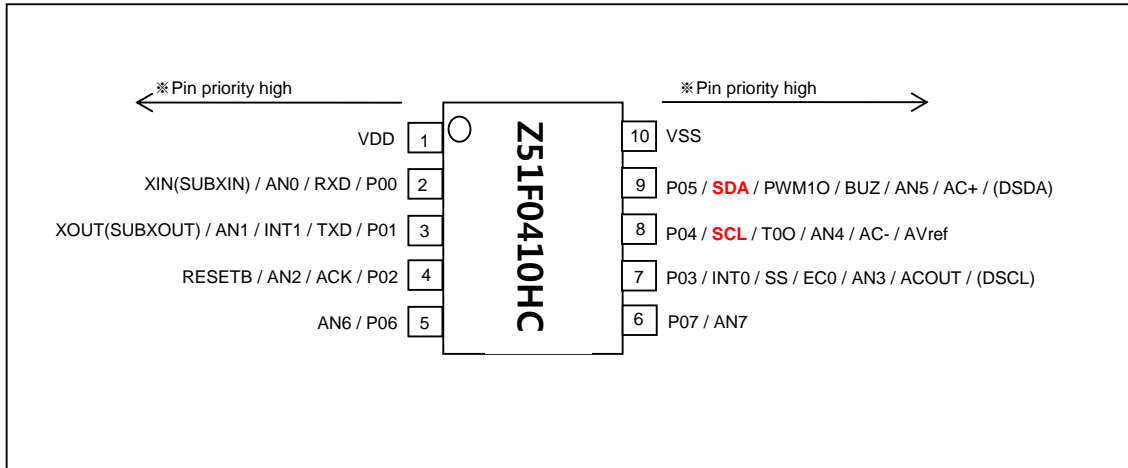 ※Pin priority high
※Pin priority high
VDD 1
10 VSS
XIN(SUBXIN) / AN0 / RXD / P00 2
9 P05 / SDA / PWM1O / BUZ / AN5 / AC+ / (DSDA)
XOUT(SUBXOUT) / AN1 / INT1 / TXD / P01 3
8 P04 / SCL / T0O / AN4 / AC- / AVref
RESETB / AN2 / ACK / P02 4
7 P03 / INT0 / SS / EC0 / AN3 / ACOUT / (DSCL)
AN6 / P06 5
6 P07 / AN7
Z51F0410HC